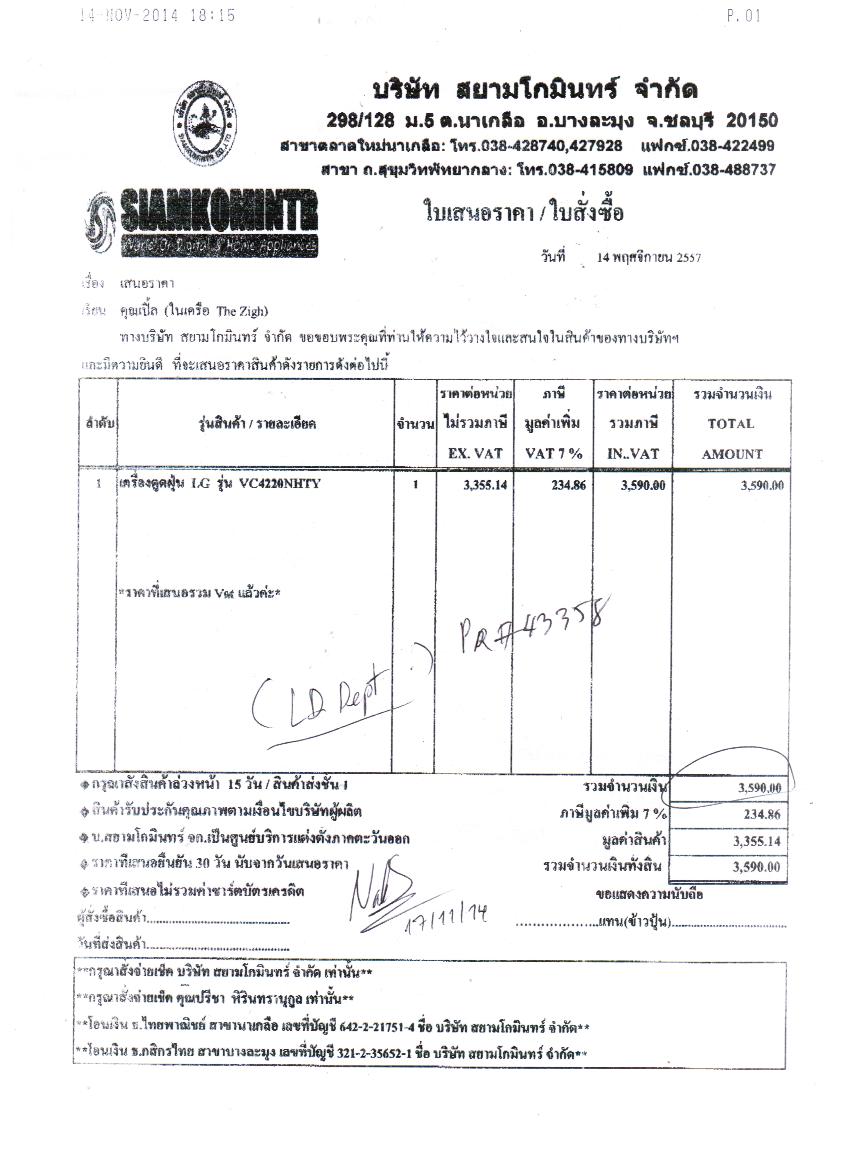 14-NOV-2014 18:15 P.01
บริษัท สยามโกมินทร์ จำกัด
298/128 ม.5 ต.นาเกลือ อ.บางละมุง จ.ชลบุรี 20150
สาขาตลาดใหม่นาเกลือ: โทร.038-428740,427928 แฟกซ์.038-422499
สาขา ถ.สุขุมวิทพัทยากลาง: โทร.038-415809 แฟกซ์.038-488737
SIAMKOMINTR
World Of Digital & Home Appliances
ใบเสนอราคา / ใบสั่งซื้อ
วันที่ 14 พฤศจิกายน 2557
เรื่อง เสนอราคา
เรียน คุณเปิ้ล (ในเครือ The Zigh)
ทางบริษัท สยามโกมินทร์ จำกัด ขอขอบพระคุณที่ท่านให้ความไว้วางใจและสนใจในสินค้าของทางบริษัทฯ
และมีความยินดี ที่จะเสนอราคาสินค้าดังรายการดังต่อไปนี้
ลำดับ รุ่นสินค้า / รายละเอียด จำนวน ราคาต่อหน่วย ไม่รวมภาษี EX. VAT ภาษี มูลค่าเพิ่ม VAT 7 % ราคาต่อหน่วย รวมภาษี IN..VAT รวมจำนวนเงิน TOTAL AMOUNT
1 เครื่องดูดฝุ่น LG รุ่น VC4220NHTY 1 3,355.14 234.86 3,590.00 3,590.00
*ราคาที่เสนอรวม Vat แล้วค่ะ*
PR#43358
(LD Dept.)
กรุณาสั่งสินค้าล่วงหน้า 15 วัน / สินค้าส่งชั้น 1 รวมจำนวนเงิน 3,590.00
สินค้ารับประกันคุณภาพตามเงื่อนไขบริษัทผู้ผลิต ภาษีมูลค่าเพิ่ม 7 % 234.86
บ.สยามโกมินทร์ จก.เป็นศูนย์บริการแต่งตั้งภาคตะวันออก มูลค่าสินค้า 3,355.14
ราคาที่เสนอยืนยัน 30 วัน นับจากวันเสนอราคา รวมจำนวนเงินทั้งสิ้น 3,590.00
ราคาที่เสนอไม่รวมค่าชาร์ตบัตรเครดิต ขอแสดงความนับถือ
ผู้สั่งซื้อสินค้า........................................ 17/11/14 ....................แทน(ข้าวปุ้น)................................
วันที่ส่งสินค้า........................................
**กรุณาสั่งจ่ายเช็ค บริษัท สยามโกมินทร์ จำกัด เท่านั้น**
**กรุณาสั่งจ่ายเช็ค คุณปรีชา หิรินทรานุกูล เท่านั้น**
**โอนเงิน ธ.ไทยพาณิชย์ สาขานาเกลือ เลขที่บัญชี 642-2-21751-4 ชื่อ บริษัท สยามโกมินทร์ จำกัด**
**โอนเงิน ธ.กสิกรไทย สาขาบางละมุง เลขที่บัญชี 321-2-35652-1 ชื่อ บริษัท สยามโกมินทร์ จำกัด**